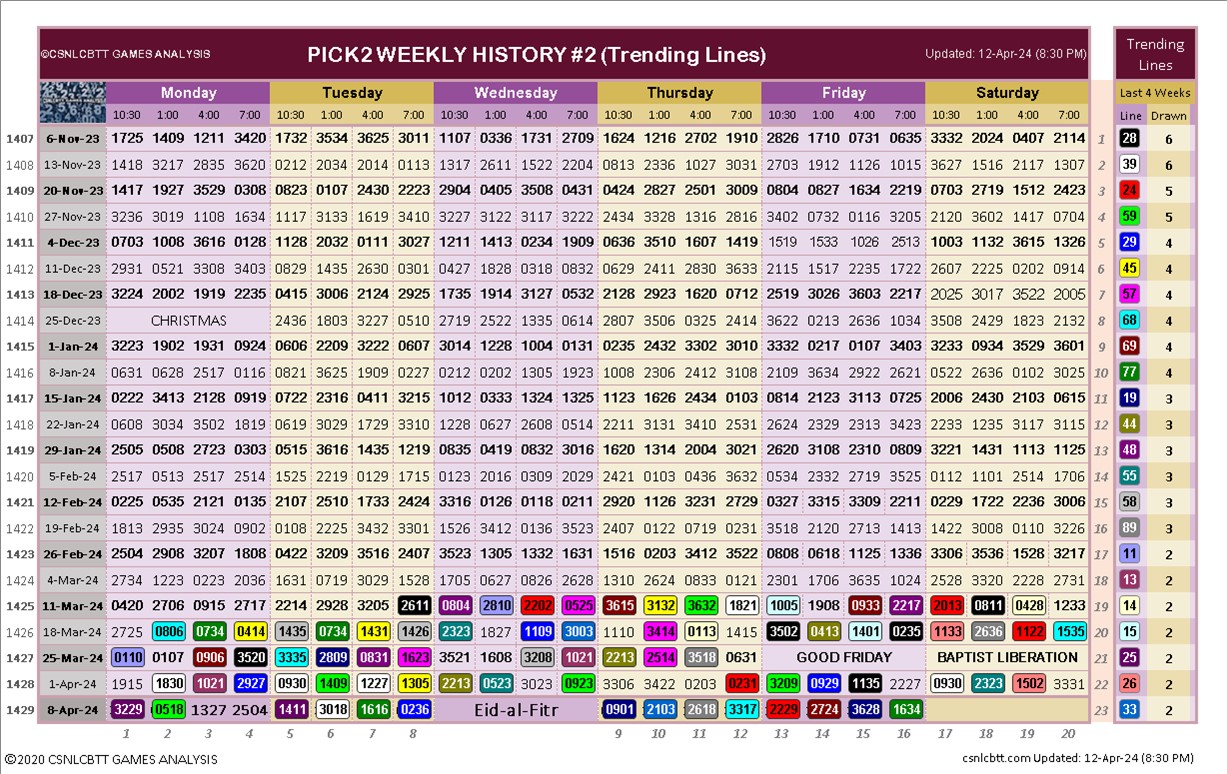 ©CSNLCBTT GAMES ANALYSIS PICK2 WEEKLY HISTORY #2 (Trending Lines) Updated: 12-Apr-24 (8:30 PM) Trending Lines
Monday Tuesday Wednesday Thursday Friday Saturday Last 4 Weeks
10:30 1:00 4:00 7:00 10:30 1:00 4:00 7:00 10:30 1:00 4:00 7:00 10:30 1:00 4:00 7:00 10:30 1:00 4:00 7:00 10:30 1:00 4:00 7:00 Line Drawn
1407 6-Nov-23 1725 1409 1211 3420 1732 3534 3625 3011 1107 0336 1731 2709 1624 1216 2702 1910 2826 1710 0731 0635 3332 2024 0407 2114 1 28 6
1408 13-Nov-23 1418 3217 2835 3620 0212 2034 2014 0113 1317 2611 1522 2204 0813 2336 1027 3031 2703 1912 1126 1015 3627 1516 2117 1307 2 39 6
1409 20-Nov-23 1417 1927 3529 0308 0823 0107 2430 2223 2904 0405 3508 0431 0424 2827 2501 3009 0804 0827 1634 2219 0703 2719 1512 2423 3 24 5
1410 27-Nov-23 3236 3019 1108 1634 1117 3133 1619 3410 3227 3122 3117 3222 2434 3328 1316 2816 3402 0732 0116 3205 2120 3602 1417 0704 4 59 5
1411 4-Dec-23 0703 1008 3616 0128 1128 2032 0111 3027 1211 1413 0234 1909 0636 3510 1607 1419 1519 1533 1926 2513 1003 1132 3615 1326 5 29 4
1412 11-Dec-23 2931 0521 3308 3403 0829 1435 2630 0301 0427 1828 0318 0832 0629 2411 2830 3633 2115 1517 2235 1722 2607 2225 0202 0914 6 45 4
1413 18-Dec-23 3224 2002 1919 2235 0415 3006 2124 2925 1735 1914 3127 0532 2128 2923 1620 0712 2519 3026 3603 2217 2025 3017 3522 2005 7 57 4
1414 25-Dec-23 CHRISTMAS 2436 1803 3227 0510 2719 2522 1335 0614 2807 3506 0325 2414 3622 0213 2636 1034 3508 2429 1823 2132 8 68 4
1415 1-Jan-24 3223 1902 1931 0924 0606 2209 3222 0607 3014 1228 1004 0131 0235 2432 3302 3010 3332 0217 0107 3403 3233 0934 3529 3601 9 69 4
1416 8-Jan-24 0631 0628 2517 0116 0821 3625 1909 0227 0212 0202 1305 1923 1008 2306 2412 3108 2109 3634 2922 2621 0522 2636 0102 3025 10 77 4
1417 15-Jan-24 0222 3413 2128 0919 0722 2316 0411 3215 1012 0333 1324 1325 1123 1626 2434 0103 0814 2123 3113 0725 2006 2430 2103 0615 11 19 3
1418 22-Jan-24 0608 3034 3502 1819 0619 3029 1729 3310 1228 0627 2608 0514 2211 3131 3410 2531 2624 2329 2313 3423 2233 1235 3117 3115 12 44 3
1419 29-Jan-24 2505 0508 2723 0303 0515 3616 1435 1213 0835 0419 0832 3016 1620 1314 2004 3021 2620 3108 2310 0809 3221 1431 1113 1125 13 48 3
1420 5-Feb-24 2517 0513 2517 2514 1525 2219 0129 1715 0123 2016 0309 2029 2421 0103 0436 3632 0534 2332 2719 3525 0112 1101 2514 1706 14 55 3
1421 12-Feb-24 0225 0535 2121 0135 2107 2510 1733 2424 3316 0126 0118 0211 2920 1126 3231 2729 0327 3315 3309 2211 0229 1722 2236 3006 15 58 3
1422 19-Feb-24 1813 2935 3024 0902 0108 2225 3432 3301 1526 3412 0136 3523 2407 0122 0719 0231 3518 2120 2713 1413 1422 3008 0110 3226 16 89 3
1423 26-Feb-24 2504 2908 3207 1808 0422 3209 3516 2407 3523 1305 1332 1631 1516 0203 3412 3522 0808 0618 1125 1336 3306 3536 1528 3217 17 11 2
1424 4-Mar-24 2734 1223 0223 2036 1631 0719 3029 1528 1705 0627 0826 2628 1310 2624 0833 0121 2301 1706 3635 1024 2528 3320 2228 2731 18 13 2
1425 11-Mar-24 0420 2706 0915 2717 2214 2928 3205 2611 0804 2810 2202 0525 3615 3132 3632 1821 1005 1908 0933 2217 2013 0811 0428 1233 19 14 2
1426 18-Mar-24 2725 0806 0734 0414 1435 0734 1431 1426 2323 1827 1109 3003 1110 3414 0113 1415 3502 0413 1401 0235 1133 2636 1122 1535 20 15 2
1427 25-Mar-24 0110 0107 0906 3520 3335 2809 0831 1623 3521 1608 3208 1021 2213 2514 3518 0631 GOOD FRIDAY BAPTIST LIBERATION 21 25 2
1428 1-Apr-24 1915 1830 1021 2927 0930 1409 1227 1305 2213 0523 3023 0923 3306 3422 0203 0231 3209 0929 1135 2227 0930 2323 1502 3331 22 26 2
1429 8-Apr-24 3229 0518 1327 2504 1411 3018 1616 0236 Eid-al-Fitr 0901 2103 2618 3317 2229 2724 3628 1634 23 33 2
1 2 3 4 5 6 7 8 9 10 11 12 13 14 15 16 17 18 19 20
©2020 CSNLCBTT GAMES ANALYSIS csnlcbtt.com Updated: 12-Apr-24 (8:30 PM)